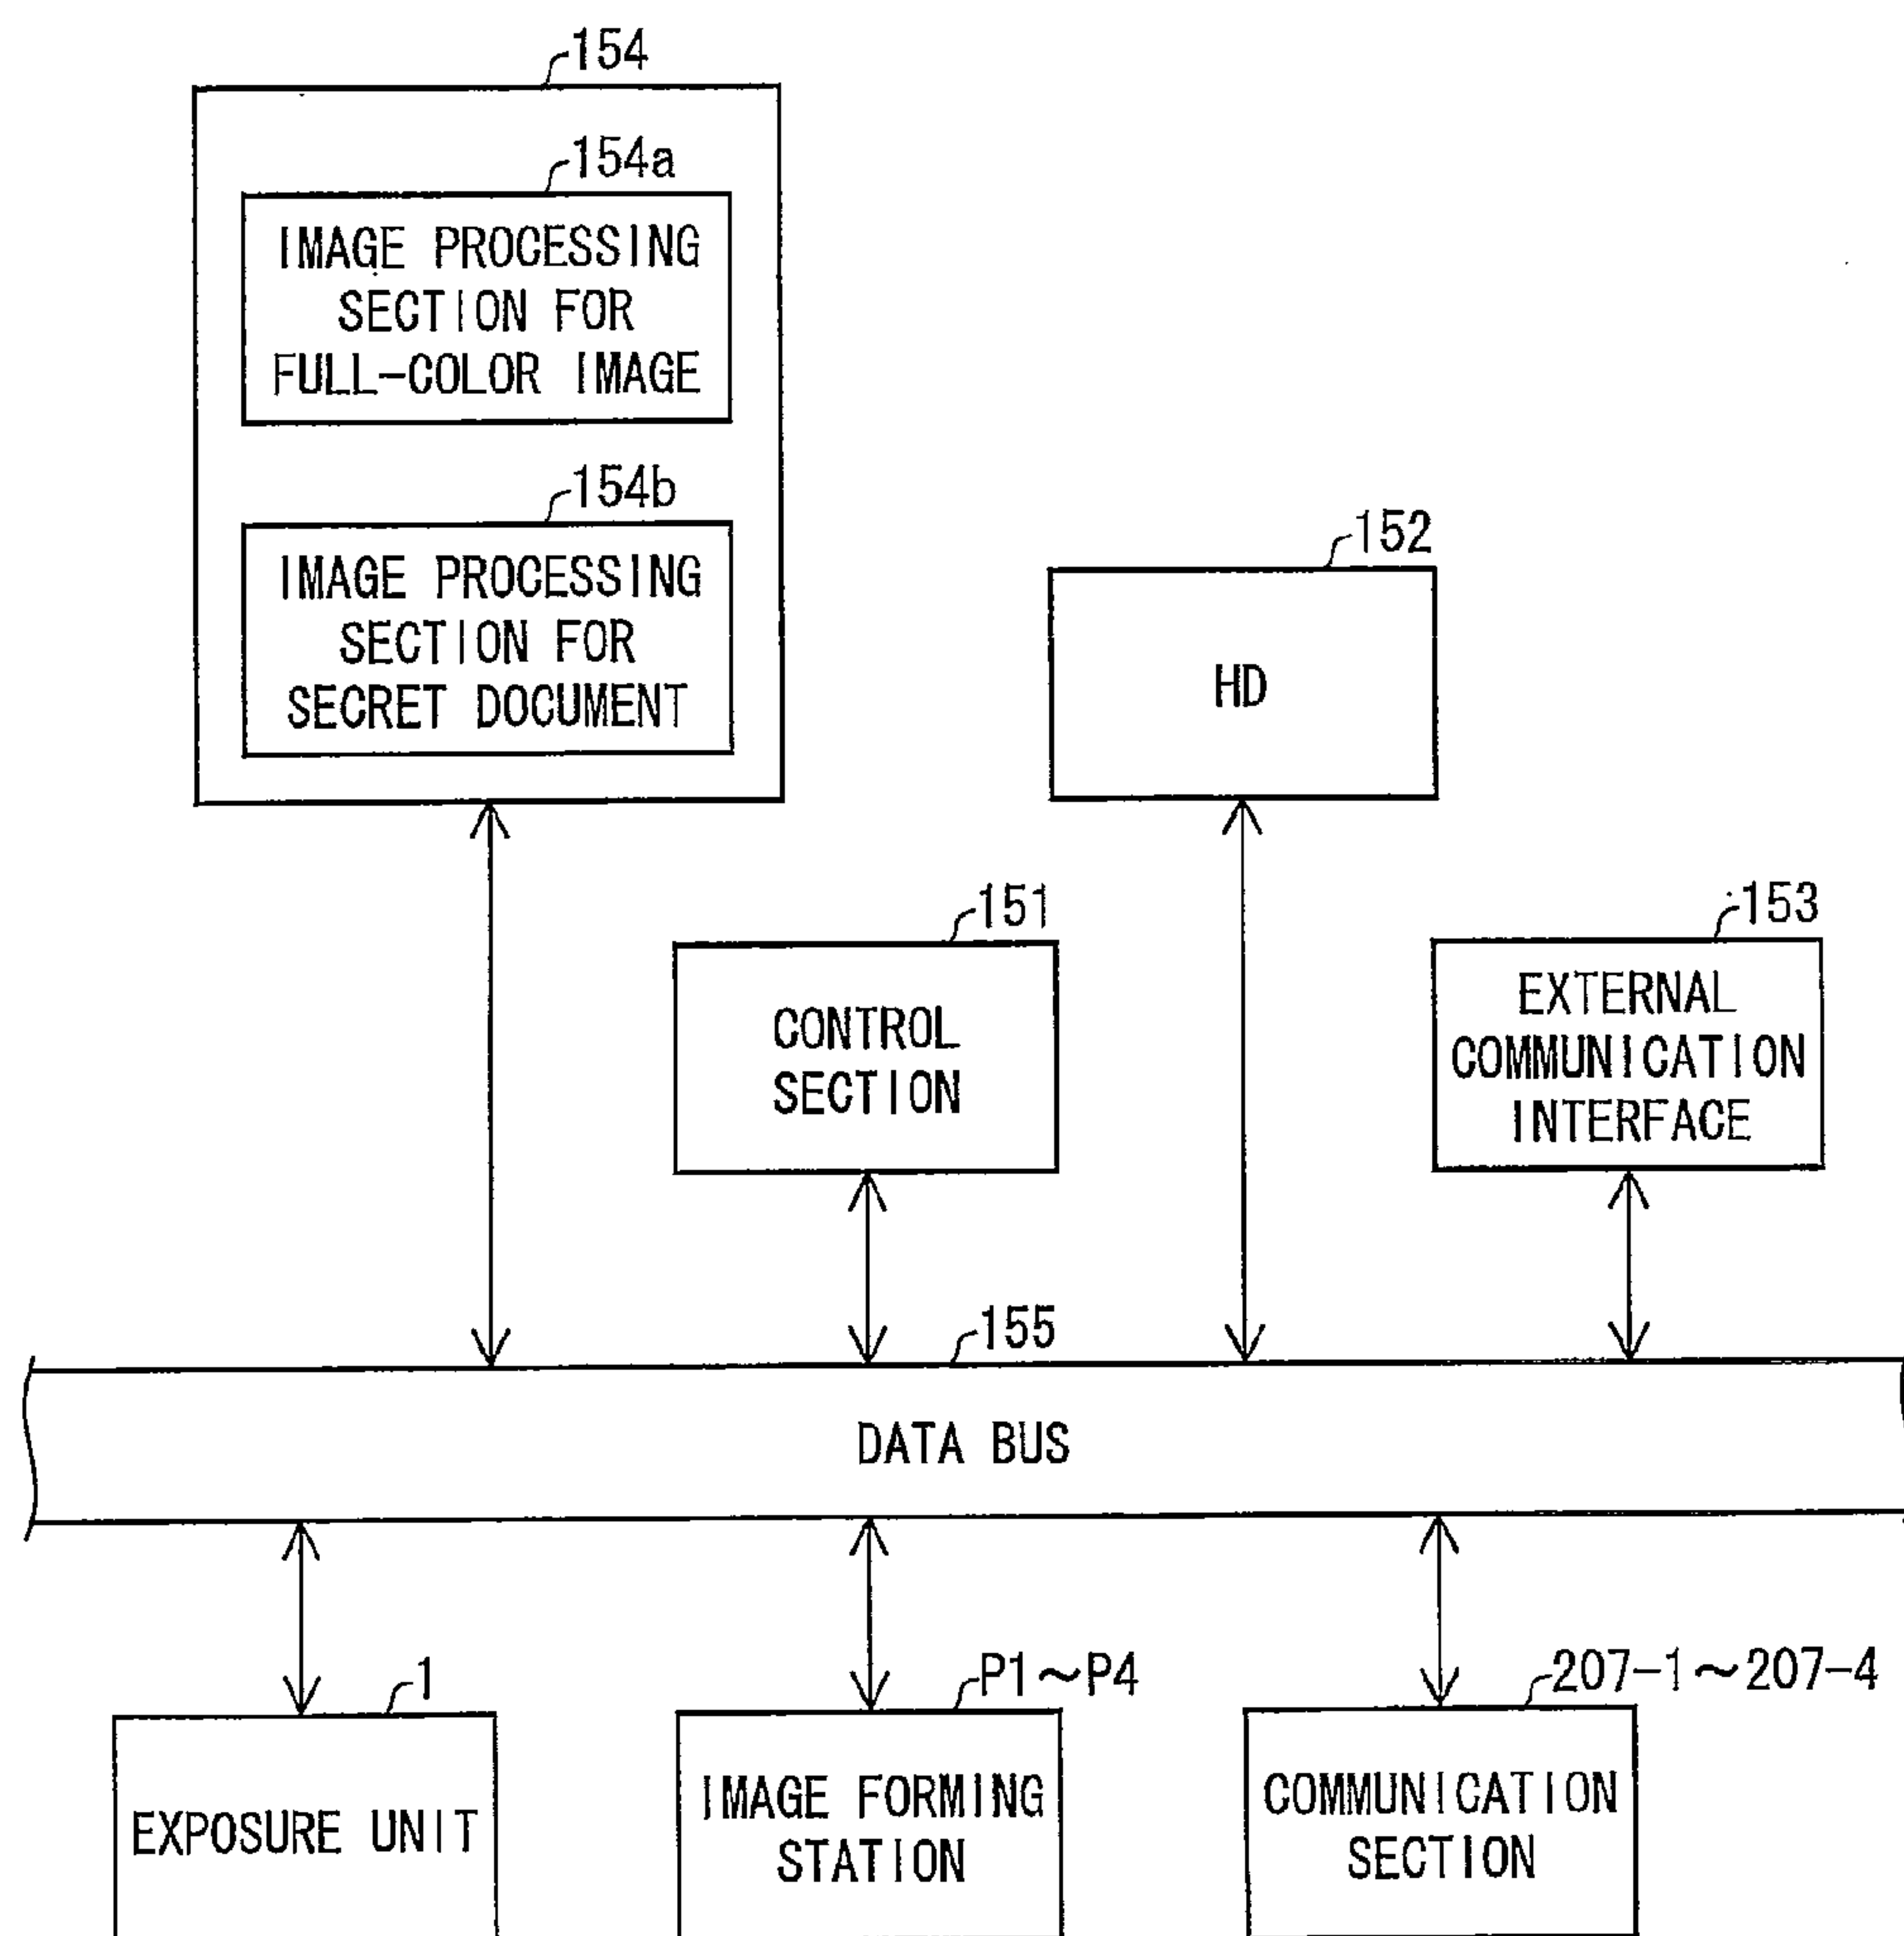 154
154a
IMAGE PROCESSING
SECTION FOR
FULL-COLOR IMAGE
154b
IMAGE PROCESSING
SECTION FOR
SECRET DOCUMENT
152
HD
151
CONTROL
SECTION
153
EXTERNAL
COMMUNICATION
INTERFACE
155
DATA BUS
1
EXPOSURE UNIT
P1～P4
IMAGE FORMING
STATION
207-1～207-4
COMMUNICATION
SECTION